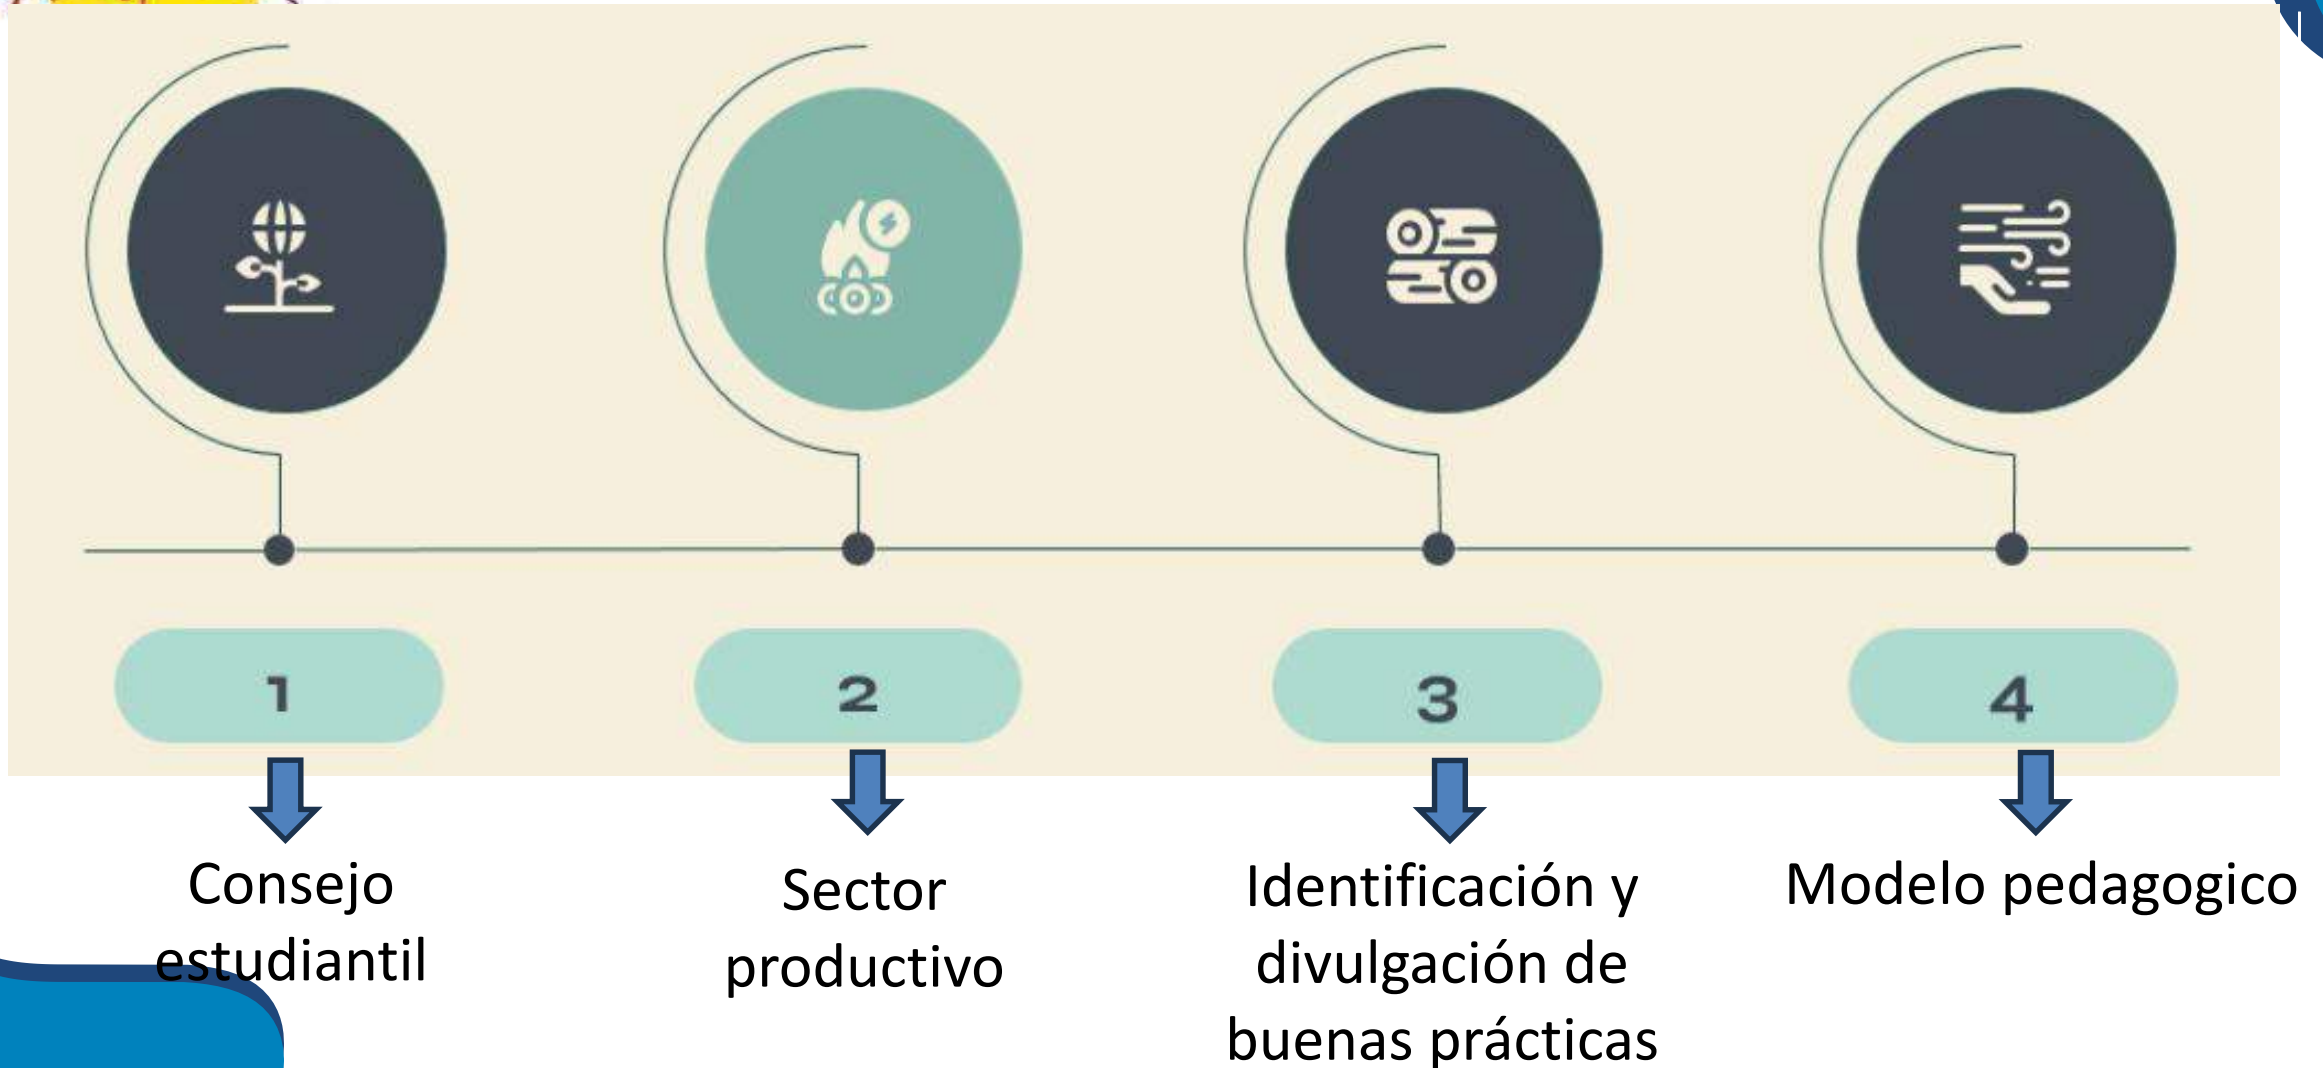 1
2
3
4
Consejo
estudiantil
Sector
productivo
Identificación y
divulgación de
buenas prácticas
Modelo pedagogico